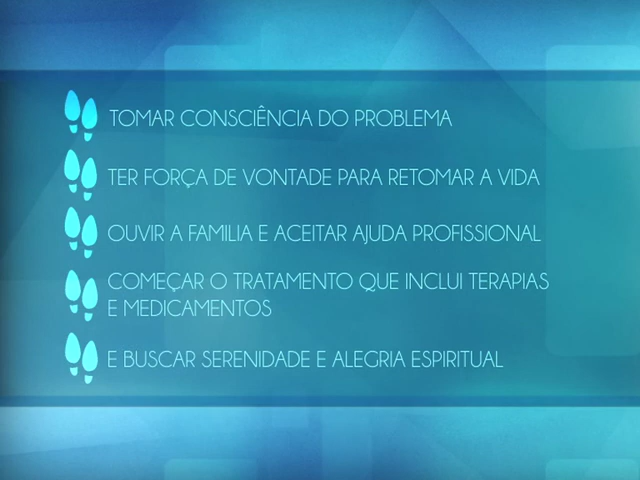 TOMAR CONSCIÊNCIA DO PROBLEMA
TER FORÇA DE VONTADE PARA RETOMAR A VIDA
OUVIR A FAMILIA E ACEITAR AJUDA PROFISSIONAL
COMEÇAR O TRATAMENTO QUE INCLUI TERAPIAS
E MEDICAMENTOS
E BUSCAR SERENIDADE E ALEGRIA ESPIRITUAL